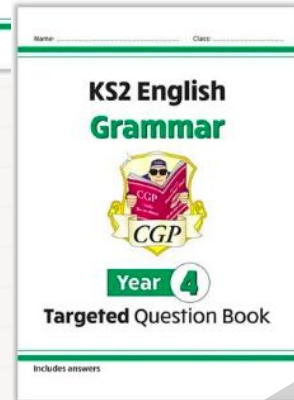 Name: Class:
KS2 English
Grammar
CGP
CGP
Year 4
Targeted Question Book
Includes answers